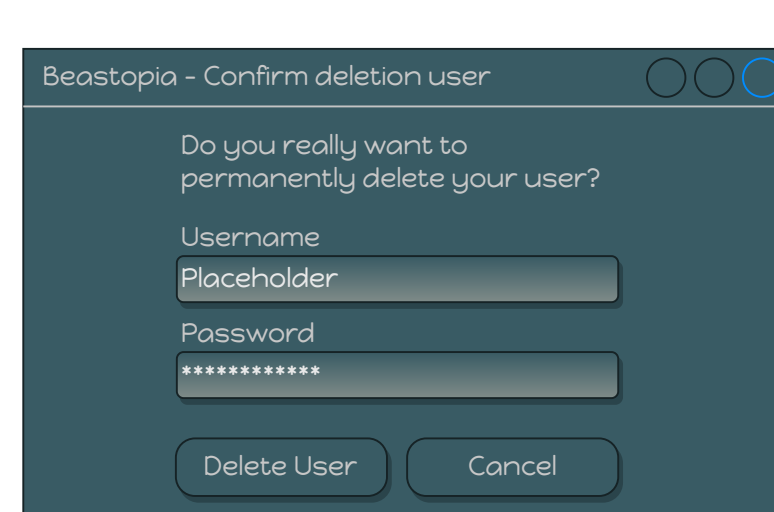 Beastopia - Confirm deletion user
Do you really want to
permanently delete your user?
Username
Placeholder
Password
************
Delete User
Cancel